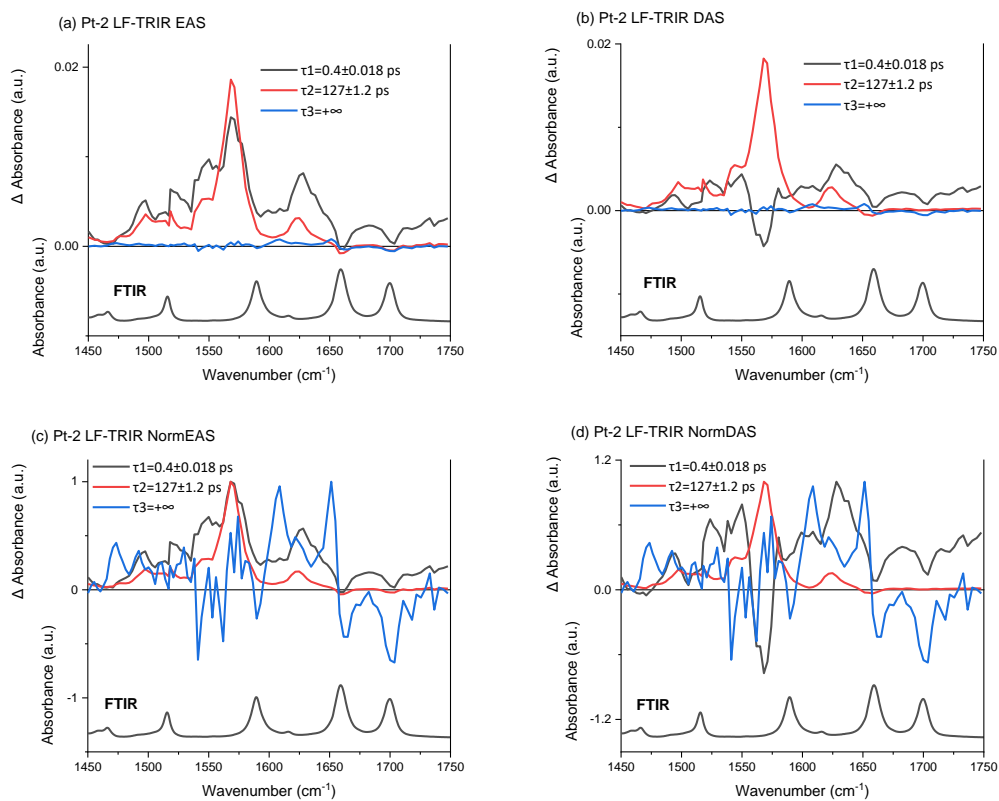 (a) Pt-2 LF-TRIR EAS
Δ Absorbance (a.u.)
Absorbance (a.u.)
0.02
0.01
0.00
τ1=0.4±0.018 ps
τ2=127±1.2 ps
τ3=+∞
FTIR
1450 1500 1550 1600 1650 1700 1750
Wavenumber (cm⁻¹)
(b) Pt-2 LF-TRIR DAS
Δ Absorbance (a.u.)
Absorbance (a.u.)
0.02
0.00
τ1=0.4±0.018 ps
τ2=127±1.2 ps
τ3=+∞
FTIR
1450 1500 1550 1600 1650 1700 1750
Wavenumber (cm⁻¹)
(c) Pt-2 LF-TRIR NormEAS
Δ Absorbance (a.u.)
Absorbance (a.u.)
1
0
-1
τ1=0.4±0.018 ps
τ2=127±1.2 ps
τ3=+∞
FTIR
1450 1500 1550 1600 1650 1700 1750
Wavenumber (cm⁻¹)
(d) Pt-2 LF-TRIR NormDAS
Δ Absorbance (a.u.)
Absorbance (a.u.)
1.2
0.0
-1.2
τ1=0.4±0.018 ps
τ2=127±1.2 ps
τ3=+∞
FTIR
1450 1500 1550 1600 1650 1700 1750
Wavenumber (cm⁻¹)